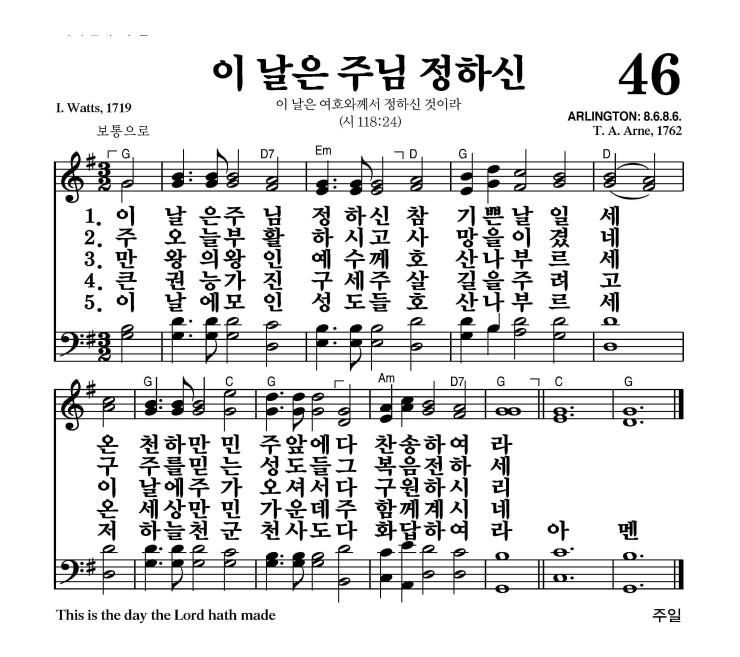 이 날은 주님 정하신
46
이 날은 여호와께서 정하신 것이라
(시 118:24)
I. Watts, 1719
ARLINGTON: 8.6.8.6.
T. A. Arne, 1762
보통으로
G D7 Em D G D
1. 이 날 은주 님 정 하신 참 기 쁜날 일 세
2. 주 오 늘부 활 하 시고 사 망을이 겼 네
3. 만 왕 의왕 인 예 수께 호 산나부 르 세
4. 큰 권 능가 진 구 세주 살 길을주 려 고
5. 이 날 에모 인 성 도들 호 산나부 르 세
G C G Am D7 G C G
온 천하만 민 주앞에다 찬송하여 라
구 주를믿 는 성도들그 복음전하 세
이 날에주 가 오셔서다 구원하시 리
온 세상만 민 가운데주 함께계시 네
저 하늘천 군 천사도다 화답하여 라 아 멘
This is the day the Lord hath made
주일